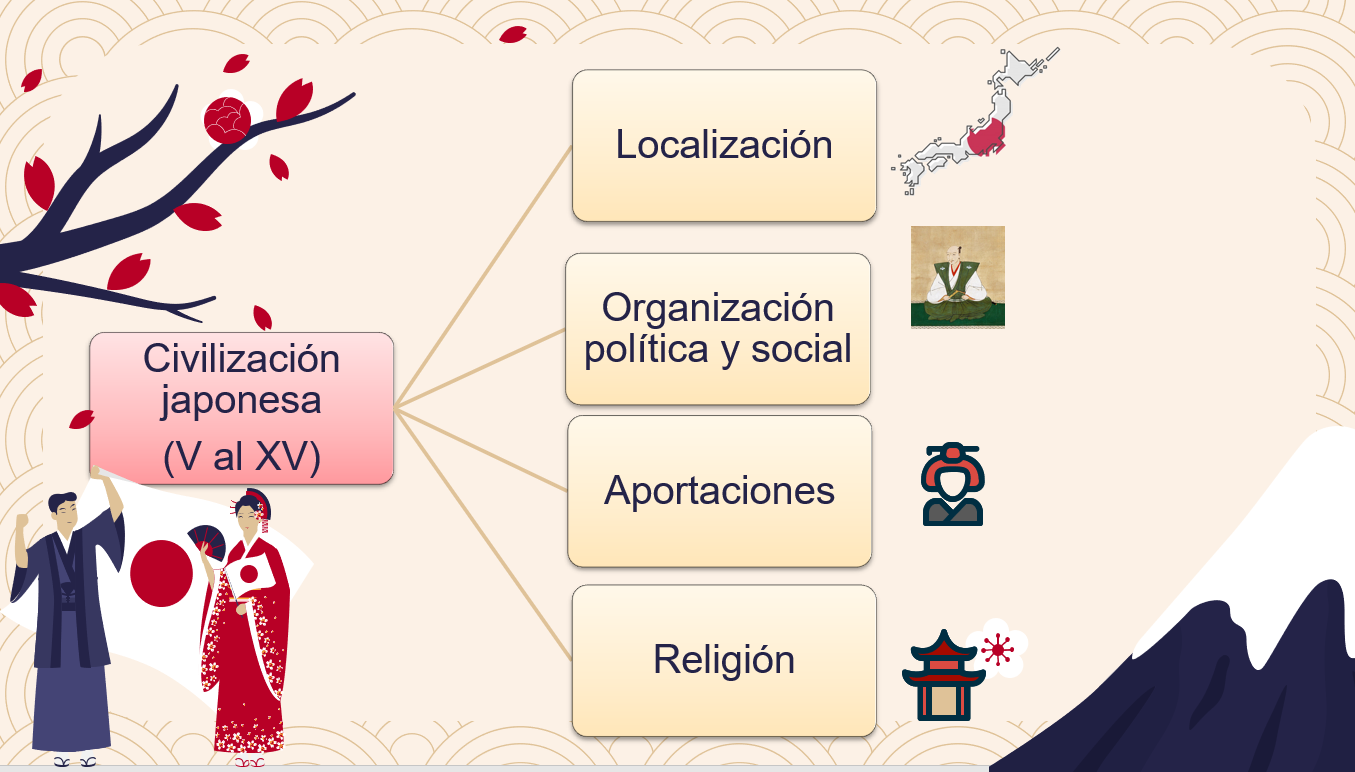 Localización
Organización
política y social
Civilización
japonesa
(V al XV)
Aportaciones
Religión